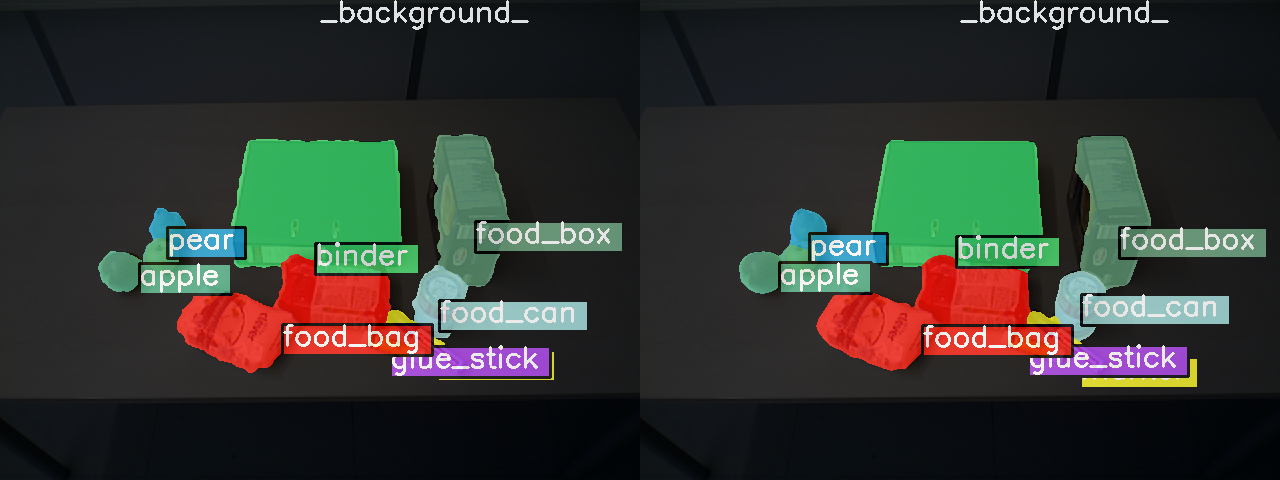 _background_
_background_
pear
pear
food_box
food_box
binder
binder
apple
apple
food_can
food_can
food_bag
food_bag
glue_stick
glue_stick